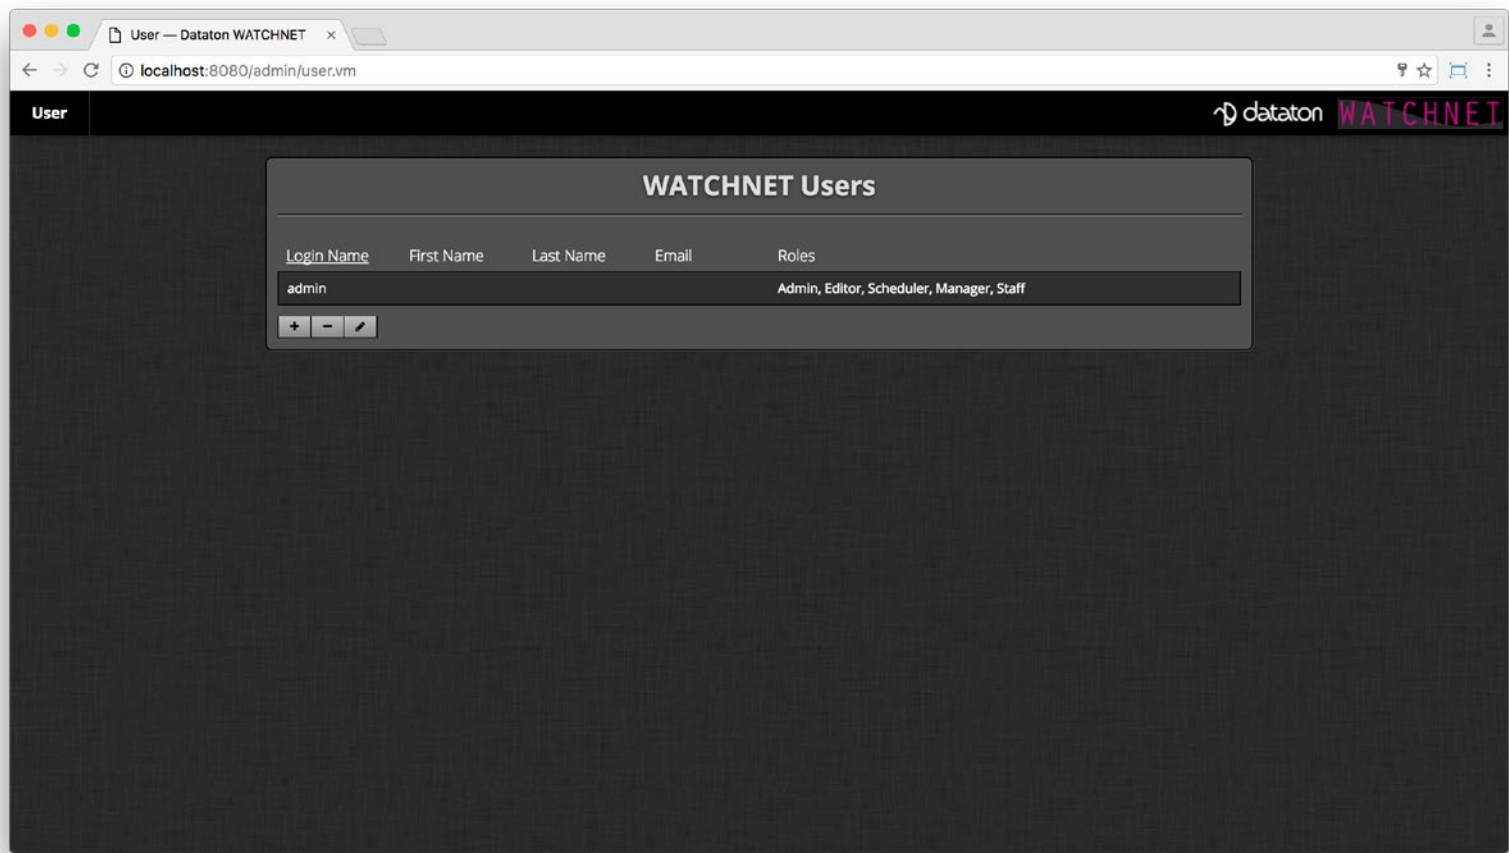 User — Dataton WATCHNET
localhost:8080/admin/user.vm
User
dataton WATCHNET
WATCHNET Users
Login Name First Name Last Name Email Roles
admin Admin, Editor, Scheduler, Manager, Staff